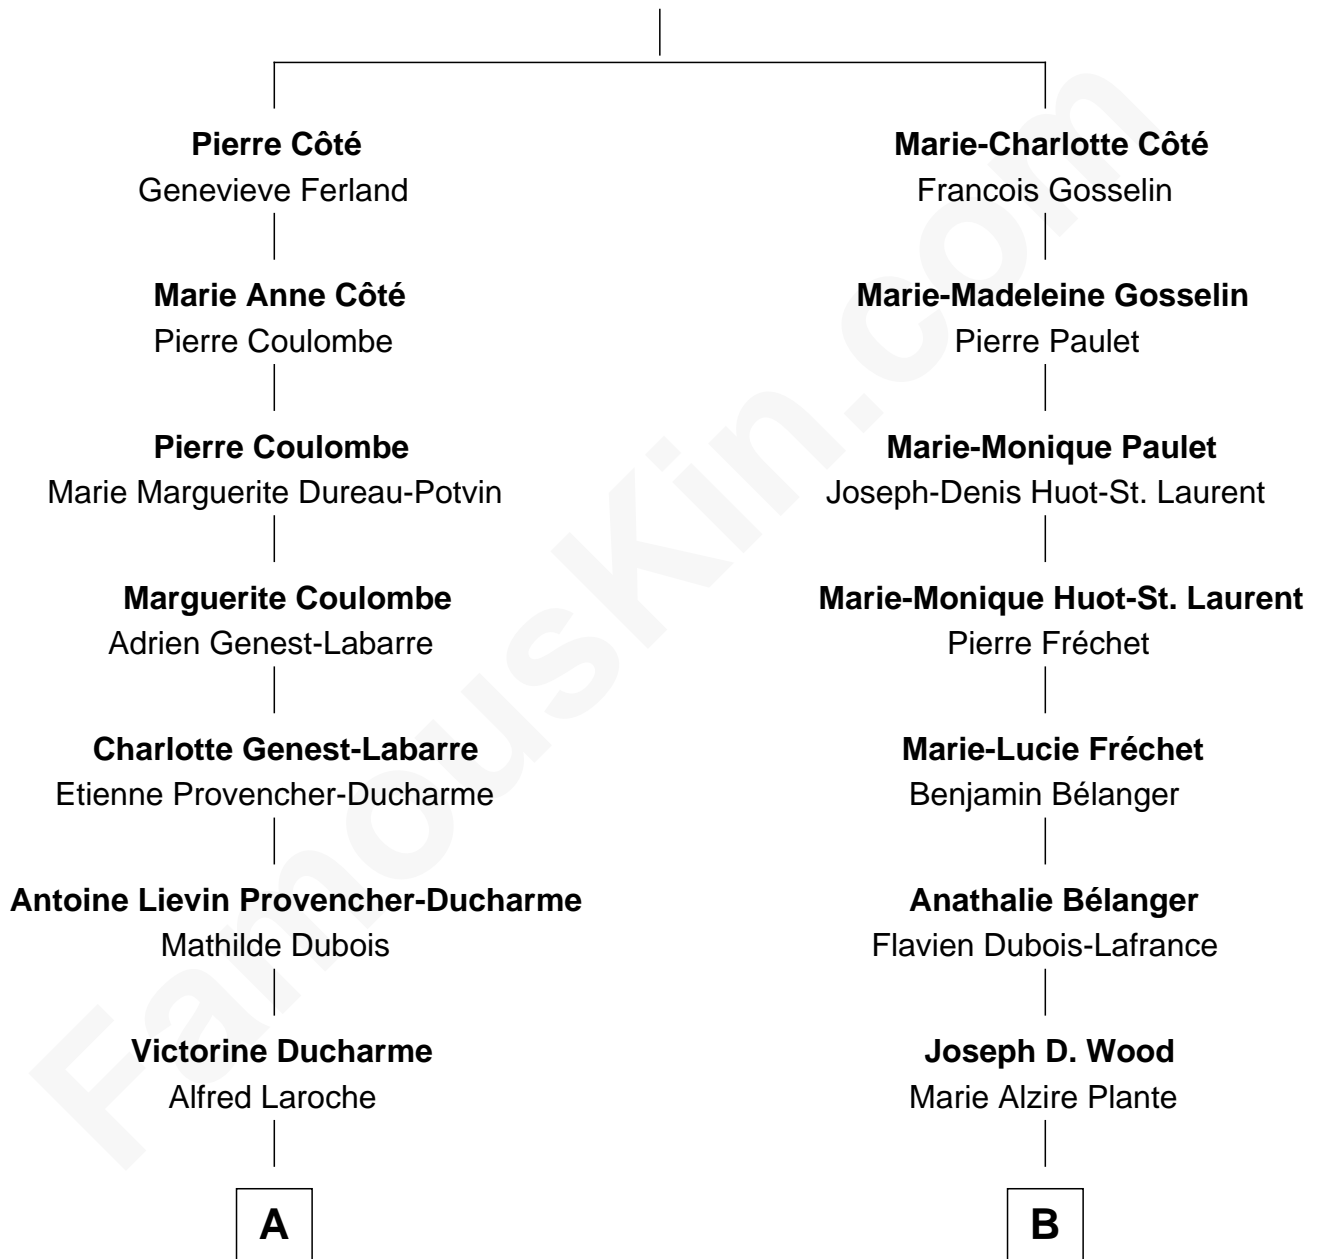 Pierre Côté
Genevieve Ferland
Marie Anne Côté
Pierre Coulombe
Pierre Coulombe
Marie Marguerite Dureau-Potvin
Marguerite Coulombe
Adrien Genest-Labarre
Charlotte Genest-Labarre
Etienne Provencher-Ducharme
Antoine Lievin Provencher-Ducharme
Mathilde Dubois
Victorine Ducharme
Alfred Laroche
A
Marie-Charlotte Côté
Francois Gosselin
Marie-Madeleine Gosselin
Pierre Paulet
Marie-Monique Paulet
Joseph-Denis Huot-St. Laurent
Marie-Monique Huot-St. Laurent
Pierre Fréchet
Marie-Lucie Fréchet
Benjamin Bélanger
Anathalie Bélanger
Flavien Dubois-Lafrance
Joseph D. Wood
Marie Alzire Plante
B
FamousKin.com